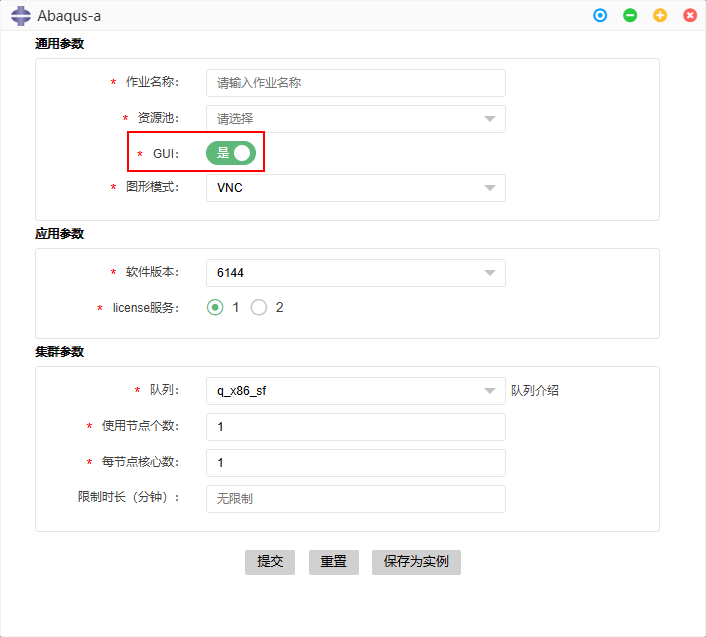 Abaqus-a
通用参数
* 作业名称： 请输入作业名称
* 资源池： 请选择
* GUI： 是
* 图形模式： VNC
应用参数
* 软件版本： 6144
* license服务： 1 2
集群参数
* 队列： q_x86_sf 队列介绍
* 使用节点个数： 1
* 每节点核心数： 1
限制时长（分钟）： 无限制
提交 重置 保存为实例